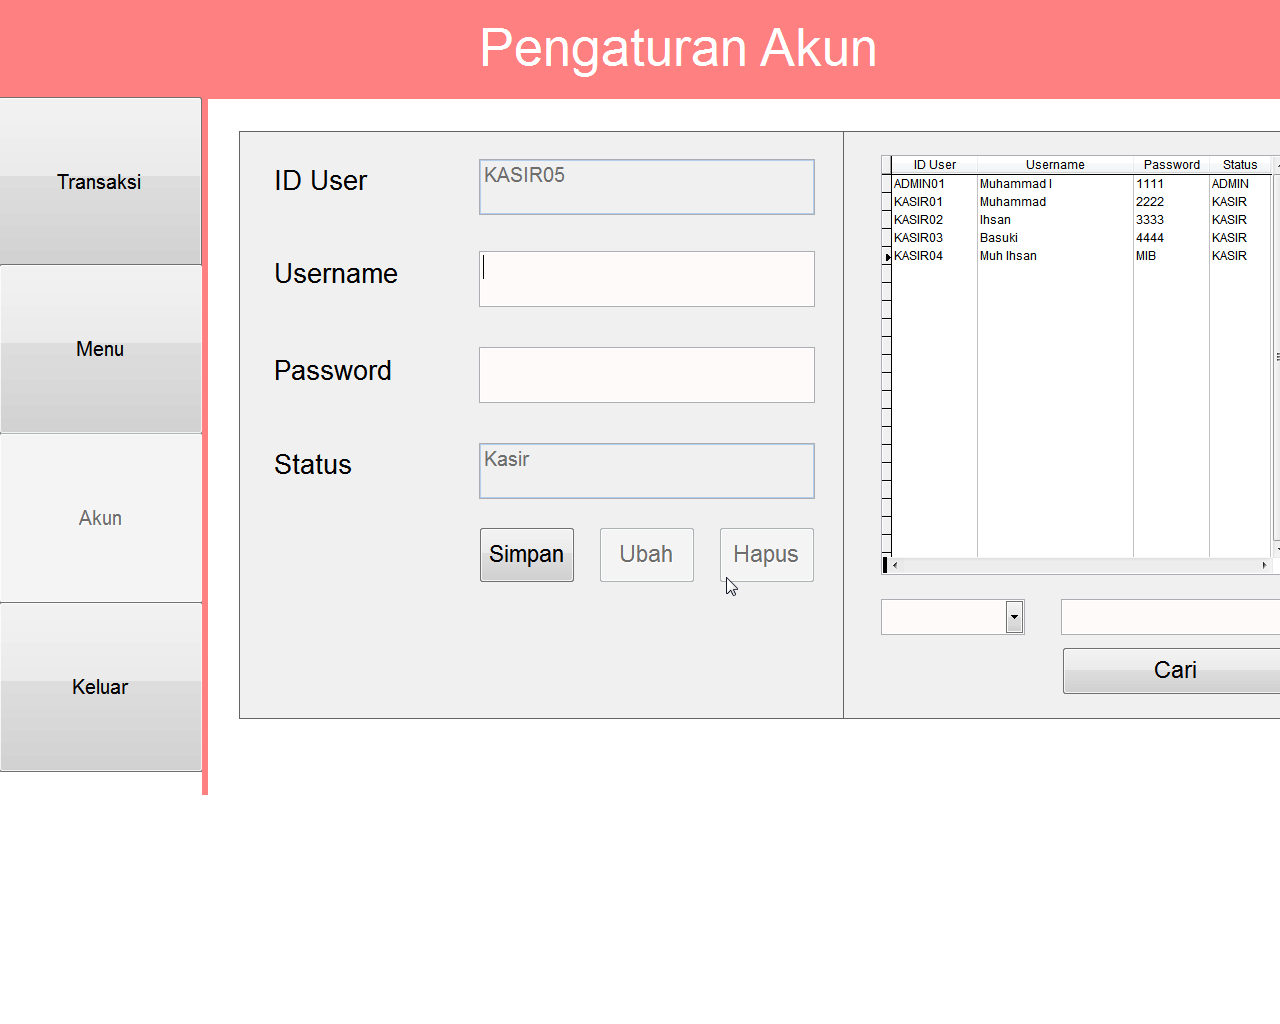 Pengaturan Akun
Transaksi
Menu
Akun
Keluar
ID User
KASIR05
Username
Password
Status
Kasir
Simpan Ubah Hapus
ID User Username Password Status
ADMIN01 Muhammad I 1111 ADMIN
KASIR01 Muhammad 2222 KASIR
KASIR02 Ihsan 3333 KASIR
KASIR03 Basuki 4444 KASIR
KASIR04 Muh Ihsan MIB KASIR
Cari